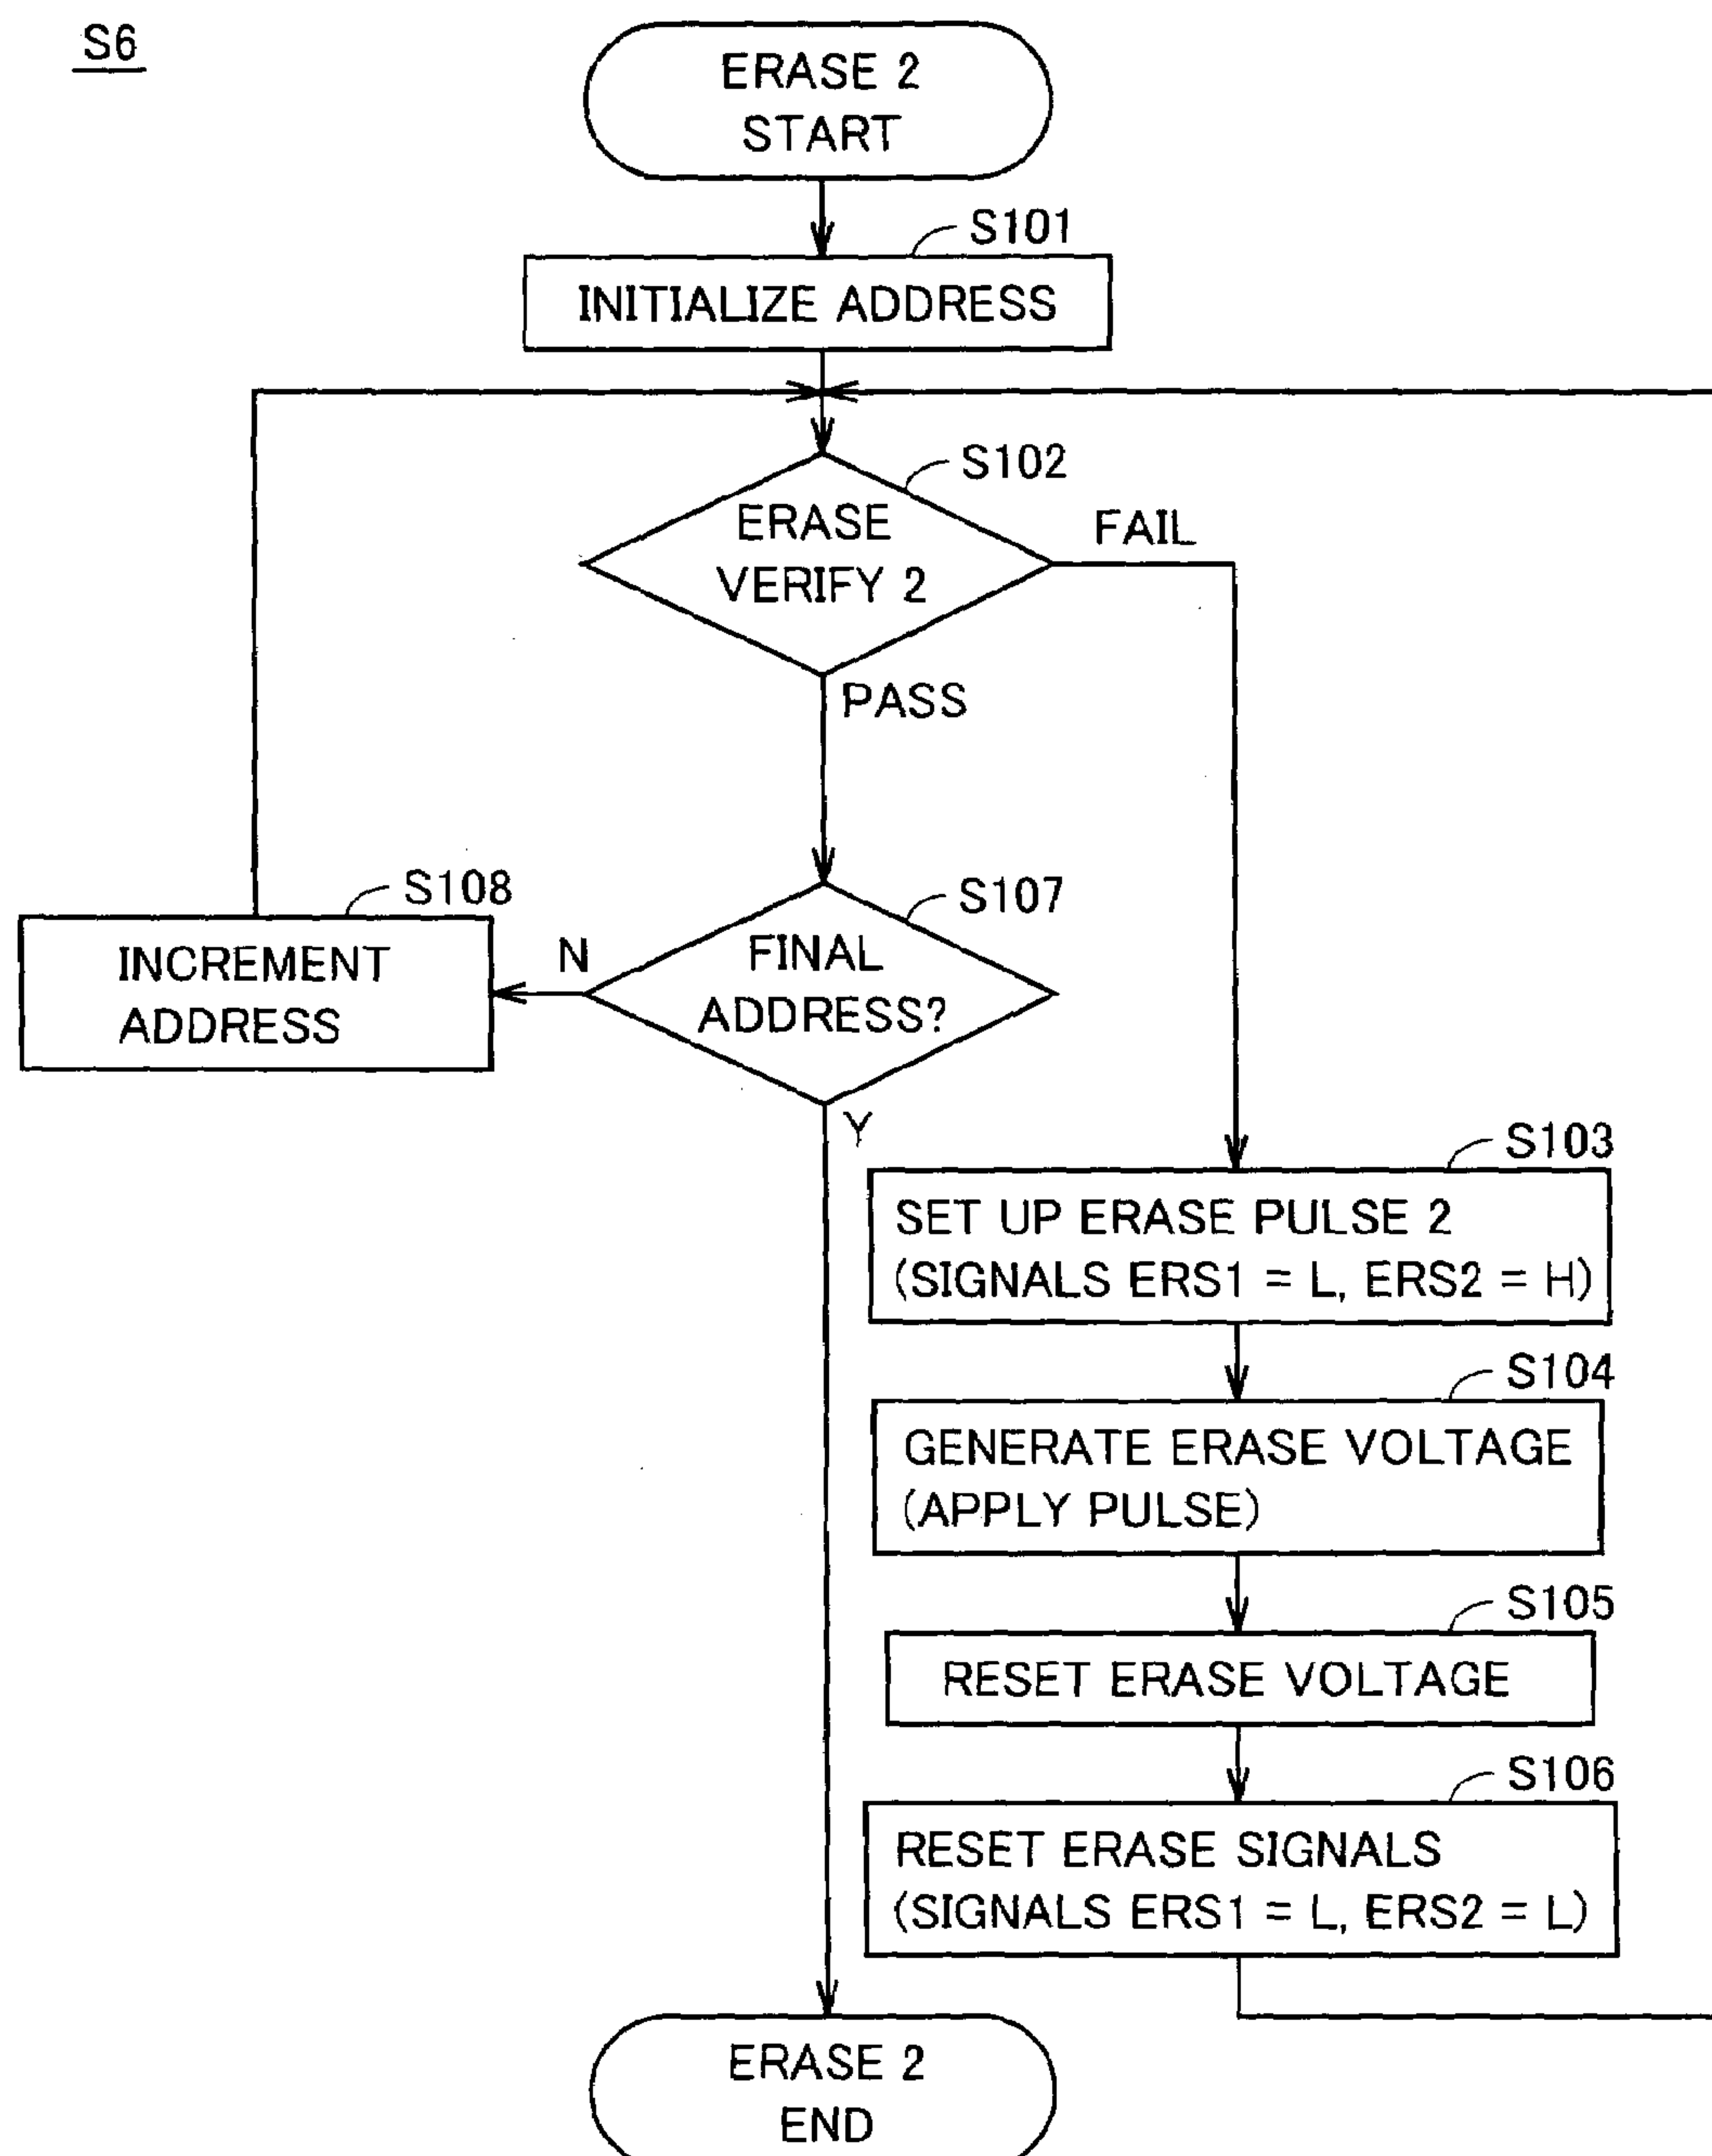 S6
ERASE 2
START
S101
INITIALIZE ADDRESS
S102
ERASE
VERIFY 2
FAIL
PASS
S108
INCREMENT
ADDRESS
N
S107
FINAL
ADDRESS?
Y
S103
SET UP ERASE PULSE 2
(SIGNALS ERS1 = L, ERS2 = H)
S104
GENERATE ERASE VOLTAGE
(APPLY PULSE)
S105
RESET ERASE VOLTAGE
S106
RESET ERASE SIGNALS
(SIGNALS ERS1 = L, ERS2 = L)
ERASE 2
END